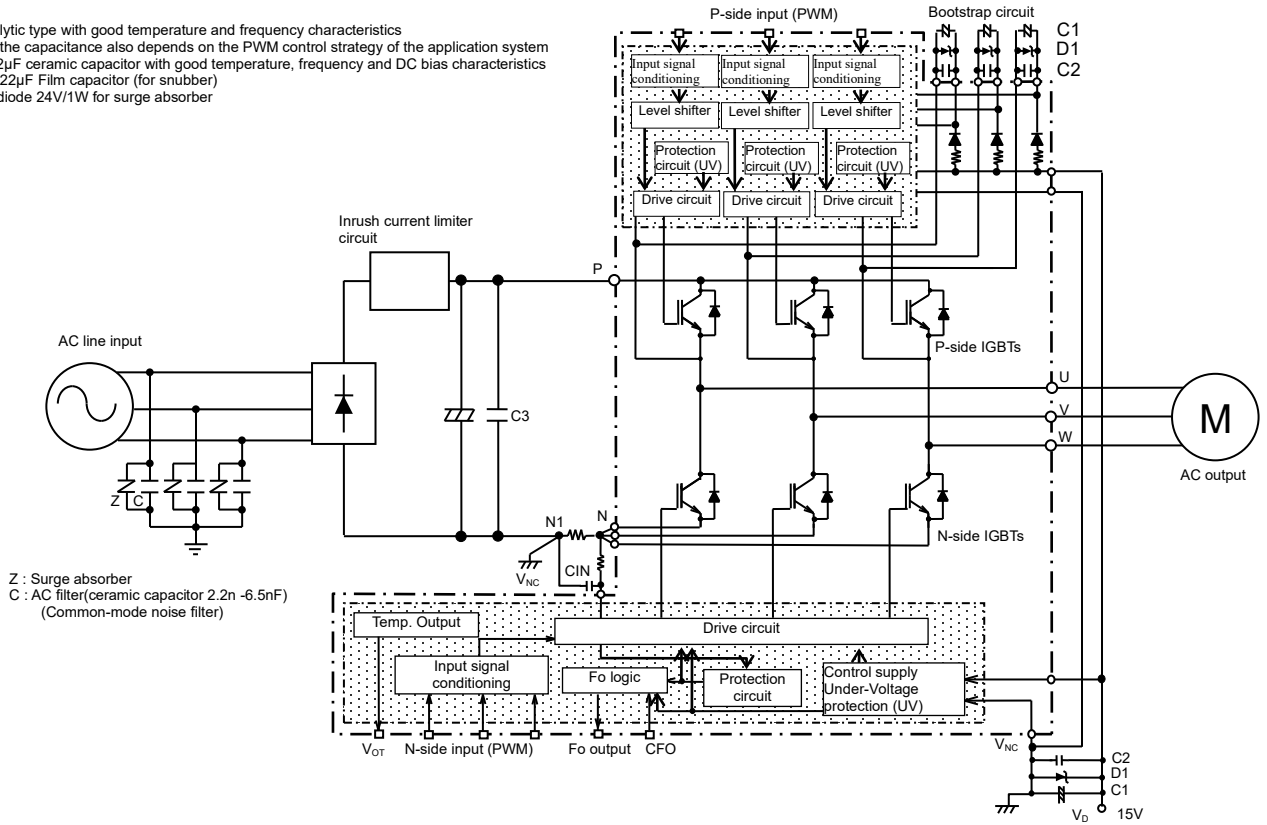 lytic type with good temperature and frequency characteristics
the capacitance also depends on the PWM control strategy of the application system
2µF ceramic capacitor with good temperature, frequency and DC bias characteristics
22µF Film capacitor (for snubber)
diode 24V/1W for surge absorber
P-side input (PWM)
Bootstrap circuit
C1
D1
C2
Input signal
conditioning
Input signal
conditioning
Input signal
conditioning
Level shifter
Level shifter
Level shifter
Protection
circuit (UV)
Protection
circuit (UV)
Protection
circuit (UV)
Drive circuit
Drive circuit
Drive circuit
Inrush current limiter
circuit
P
AC line input
P-side IGBTs
U
V
W
M
AC output
C3
Z
C
N1
N
N-side IGBTs
VNC
CIN
Z : Surge absorber
C : AC filter(ceramic capacitor 2.2n -6.5nF)
(Common-mode noise filter)
Temp. Output
Drive circuit
Input signal
conditioning
Fo logic
Protection
circuit
Control supply
Under-Voltage
protection (UV)
VOT
N-side input (PWM)
Fo output
CFO
VNC
C2
D1
C1
VD
15V